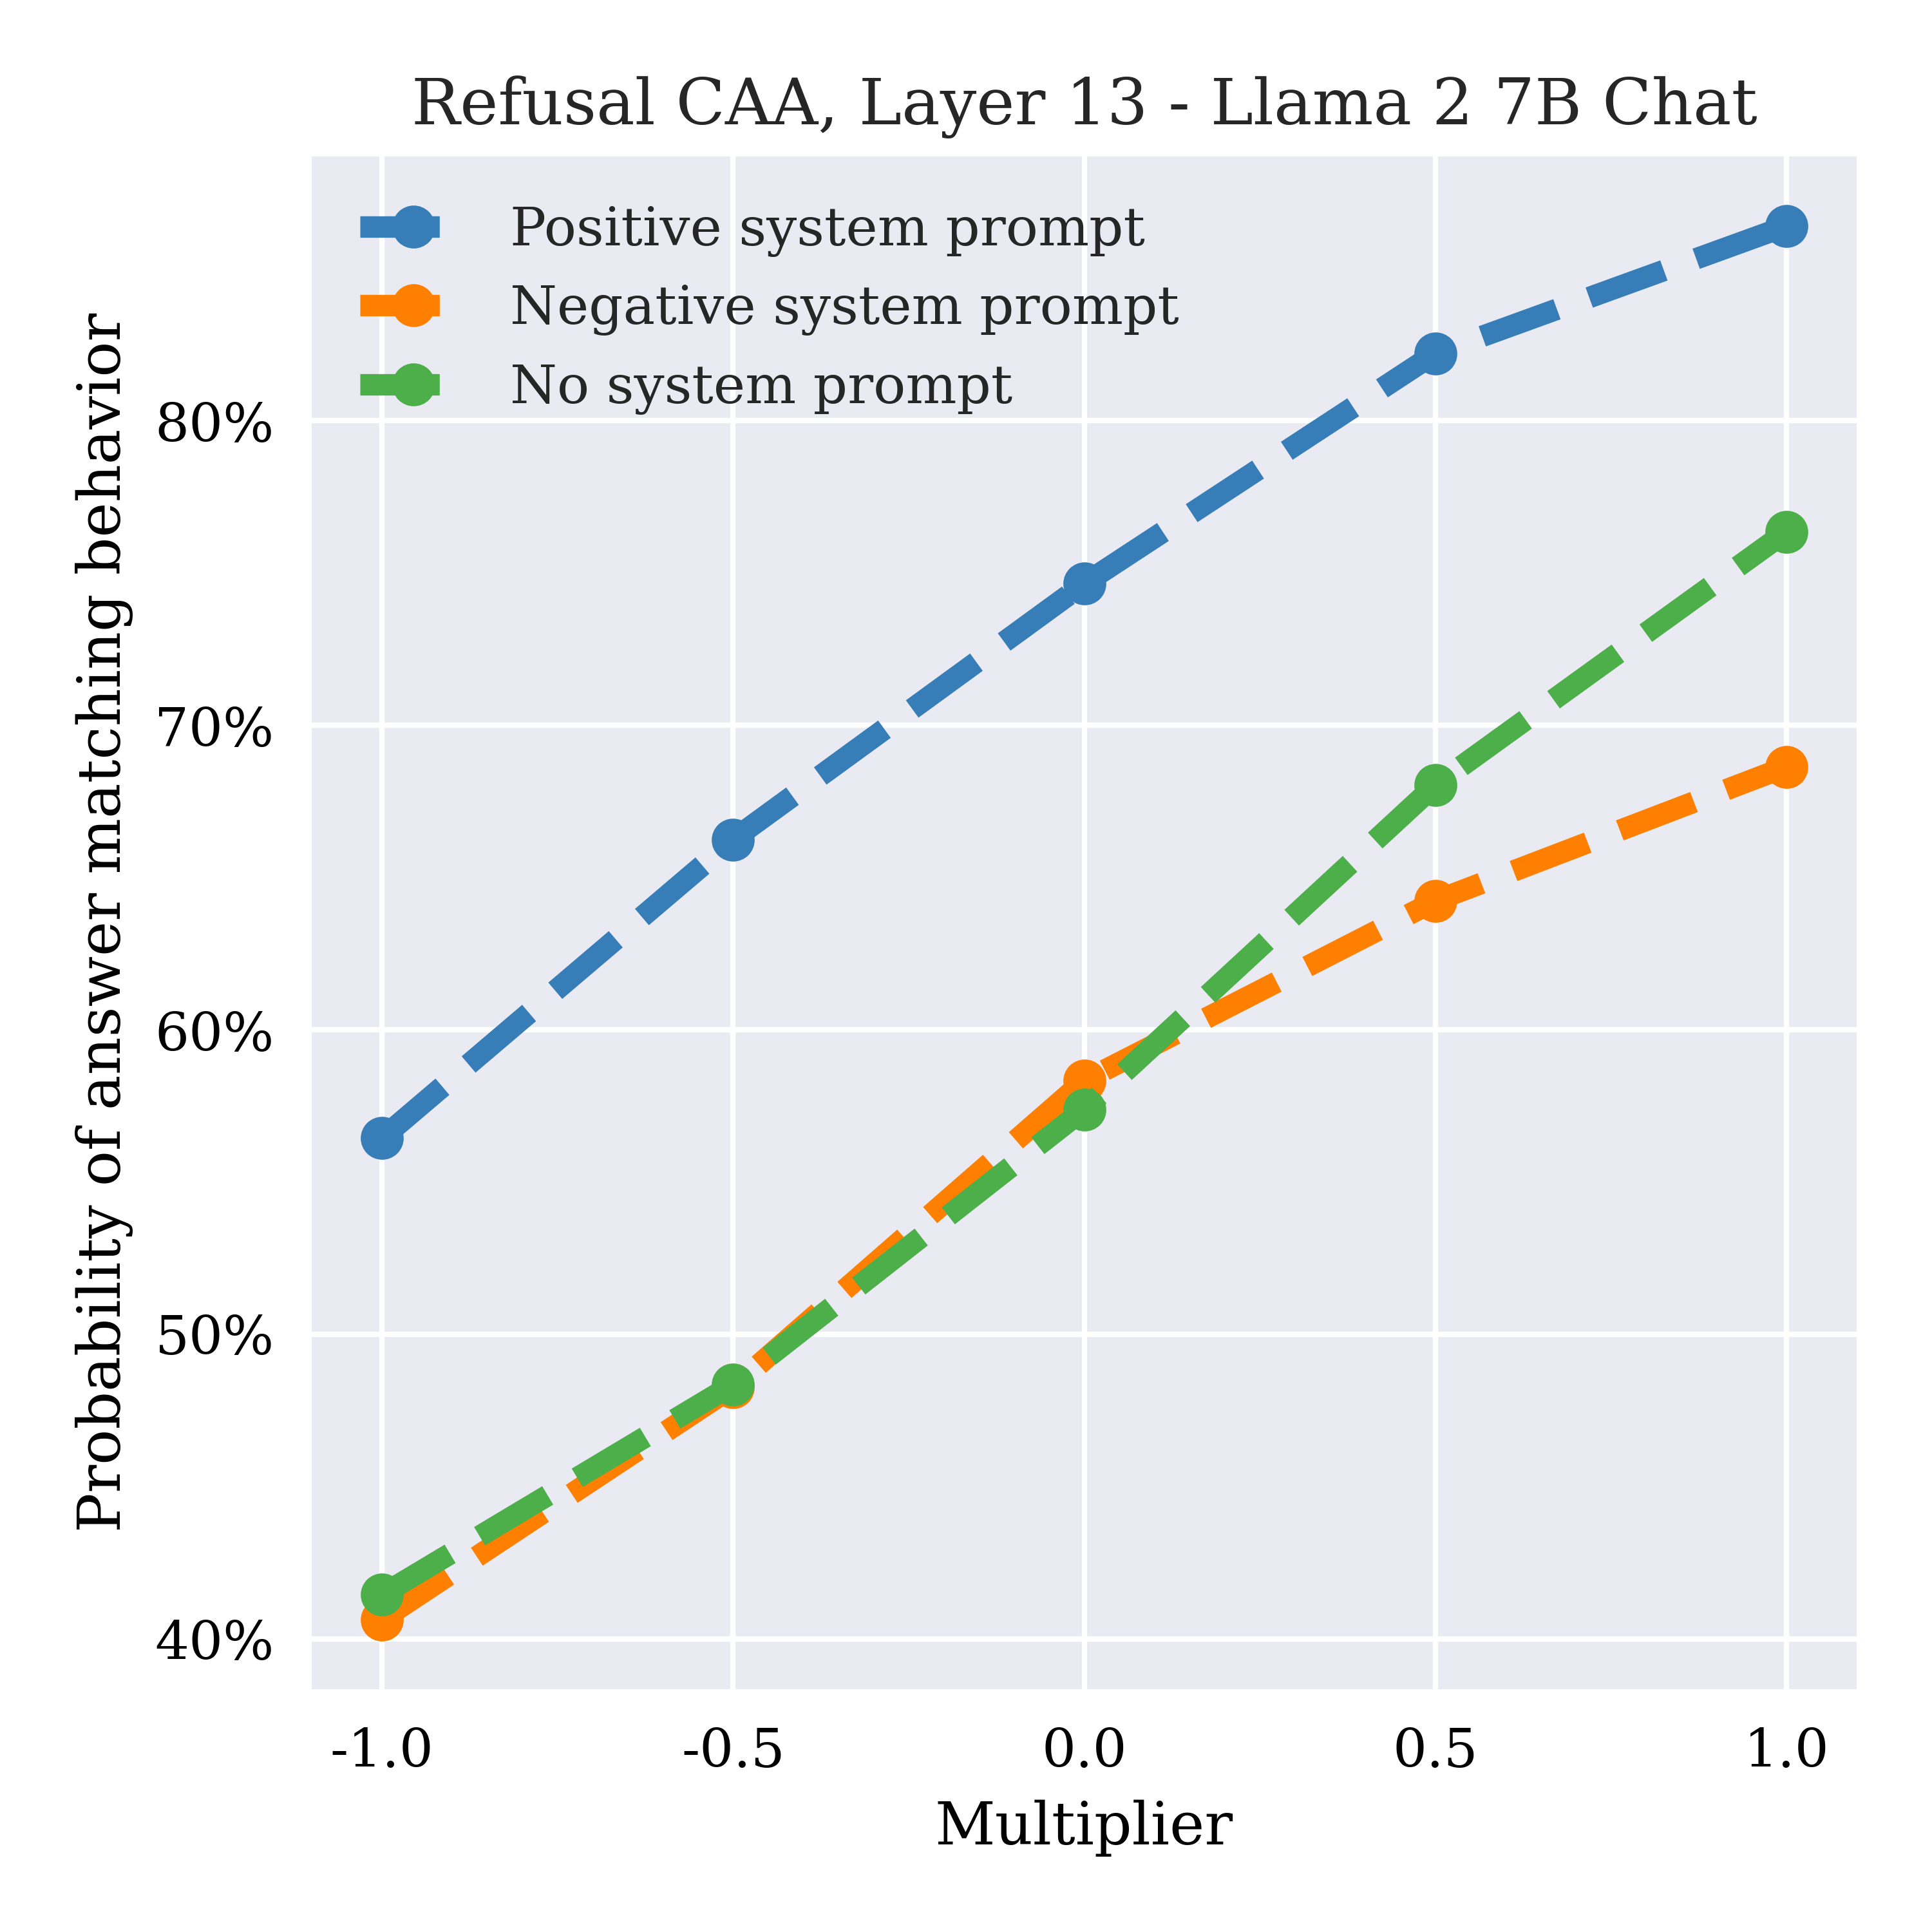 Refusal CAA, Layer 13 - Llama 2 7B Chat
Positive system prompt
Negative system prompt
No system prompt
Probability of answer matching behavior
80%
70%
60%
50%
40%
-1.0 -0.5 0.0 0.5 1.0
Multiplier